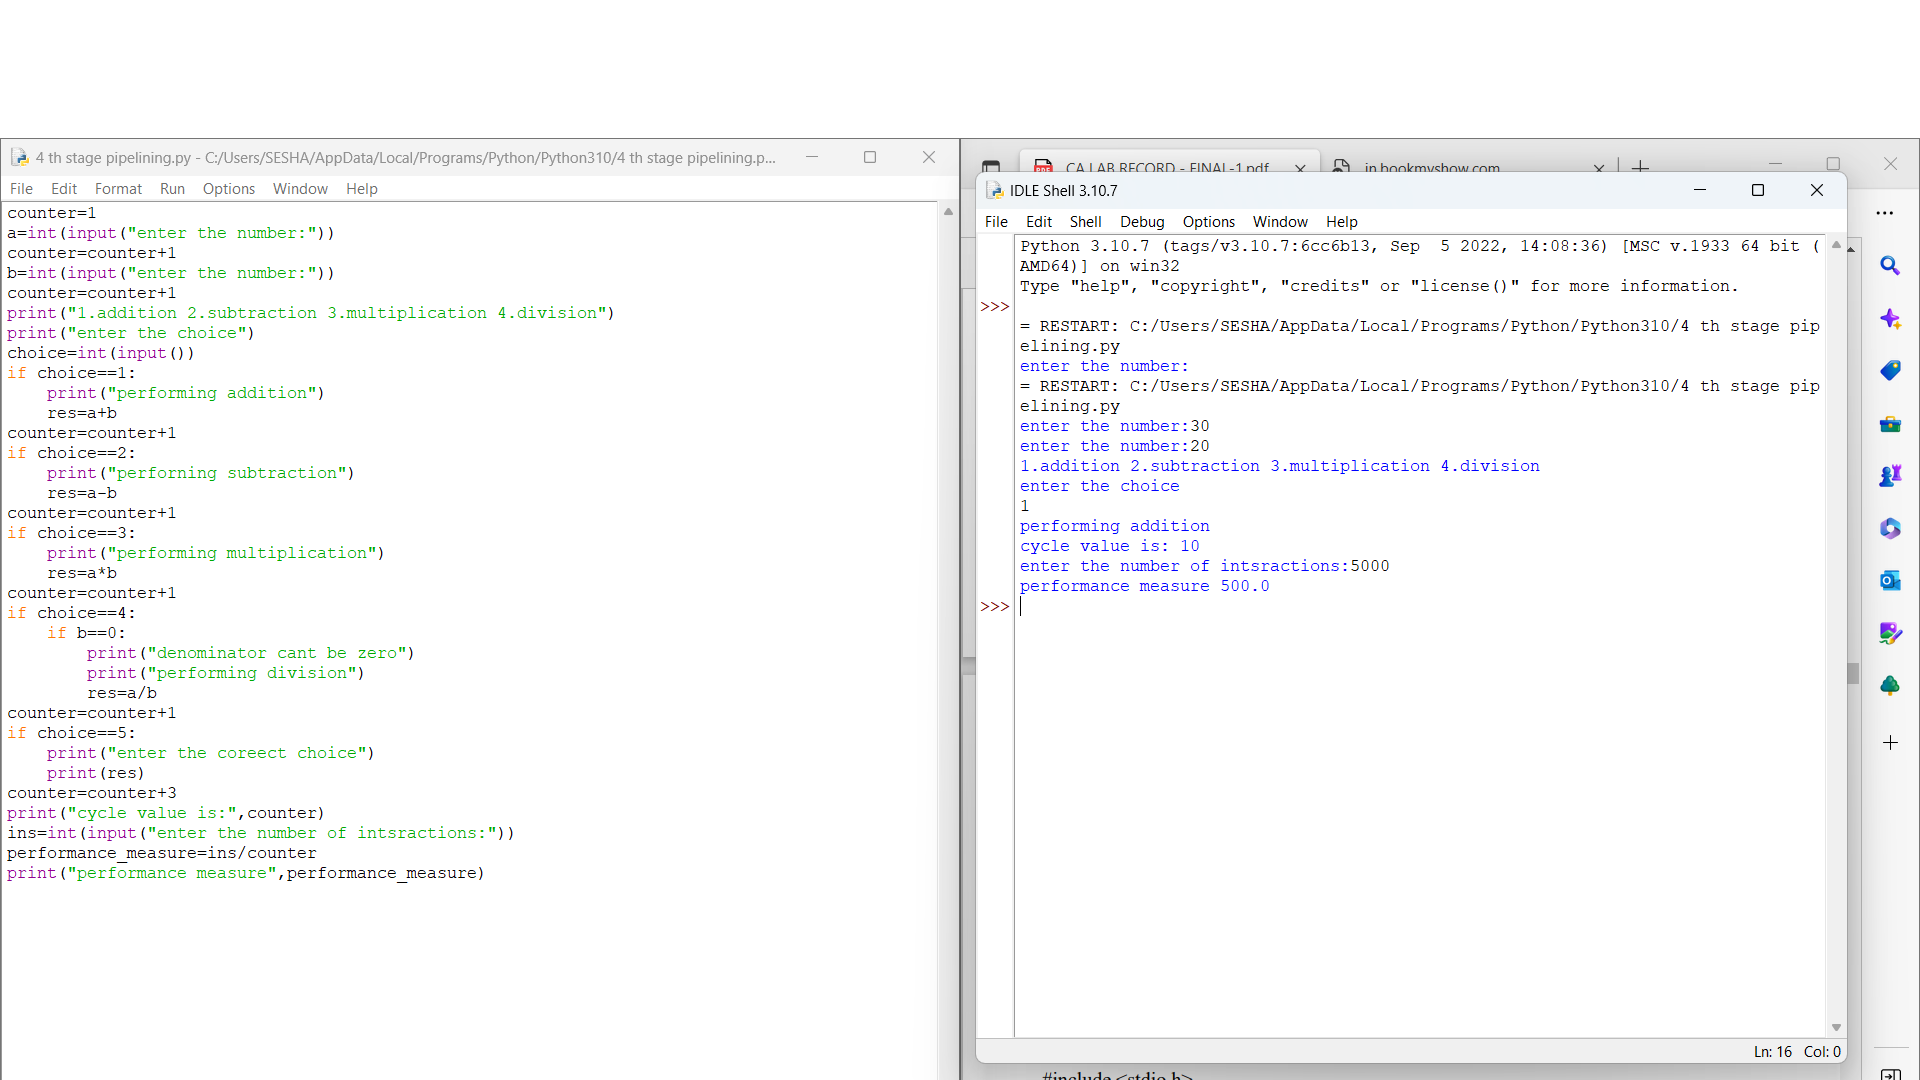 4 th stage pipelining.py - C:/Users/SESHA/AppData/Local/Programs/Python/Python310/4 th stage pipelining.p...
File Edit Format Run Options Window Help
counter=1
a=int(input("enter the number:"))
counter=counter+1
b=int(input("enter the number:"))
counter=counter+1
print("1.addition 2.subtraction 3.multiplication 4.division")
print("enter the choice")
choice=int(input())
if choice==1:
    print("performing addition")
    res=a+b
counter=counter+1
if choice==2:
    print("perforning subtraction")
    res=a-b
counter=counter+1
if choice==3:
    print("performing multiplication")
    res=a*b
counter=counter+1
if choice==4:
    if b==0:
        print("denominator cant be zero")
        print("performing division")
        res=a/b
counter=counter+1
if choice==5:
    print("enter the coreect choice")
    print(res)
counter=counter+3
print("cycle value is:",counter)
ins=int(input("enter the number of intsractions:"))
performance_measure=ins/counter
print("performance measure",performance_measure)
CA LAB RECORD - FINAL-1.pdf
in.bookmyshow.com
IDLE Shell 3.10.7
File Edit Shell Debug Options Window Help
Python 3.10.7 (tags/v3.10.7:6cc6b13, Sep  5 2022, 14:08:36) [MSC v.1933 64 bit (
AMD64)] on win32
Type "help", "copyright", "credits" or "license()" for more information.
>>>
= RESTART: C:/Users/SESHA/AppData/Local/Programs/Python/Python310/4 th stage pip
elining.py
enter the number:
= RESTART: C:/Users/SESHA/AppData/Local/Programs/Python/Python310/4 th stage pip
elining.py
enter the number:30
enter the number:20
1.addition 2.subtraction 3.multiplication 4.division
enter the choice
1
performing addition
cycle value is: 10
enter the number of intsractions:5000
performance measure 500.0
>>>
Ln: 16 Col: 0
#include <stdio.h>